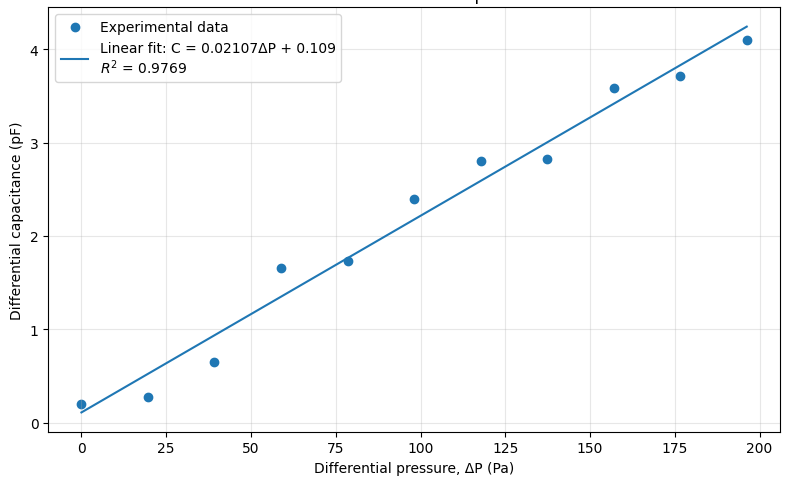 Experimental data
Linear fit: C = 0.02107ΔP + 0.109
R² = 0.9769
Differential capacitance (pF)
4
3
2
1
0
0 25 50 75 100 125 150 175 200
Differential pressure, ΔP (Pa)